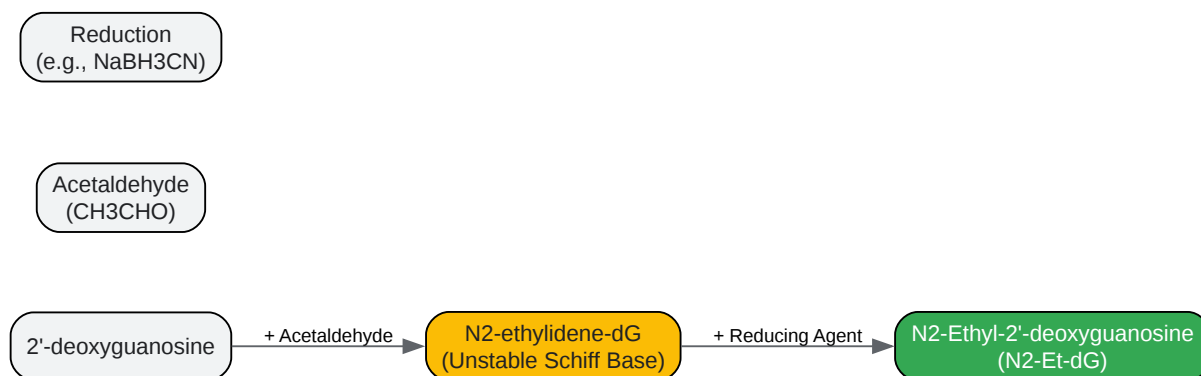 Reduction
(e.g., NaBH3CN)
Acetaldehyde
(CH3CHO)
2'-deoxyguanosine
+ Acetaldehyde
N2-ethylidene-dG
(Unstable Schiff Base)
+ Reducing Agent
N2-Ethyl-2'-deoxyguanosine
(N2-Et-dG)